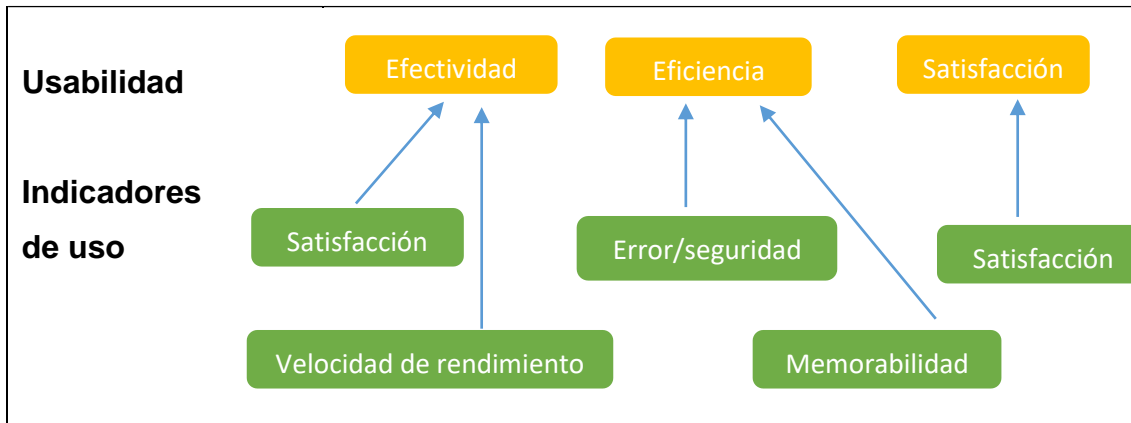 Usabilidad
Efectividad
Eficiencia
Satisfacción
Indicadores
de uso
Satisfacción
Error/seguridad
Satisfacción
Velocidad de rendimiento
Memorabilidad